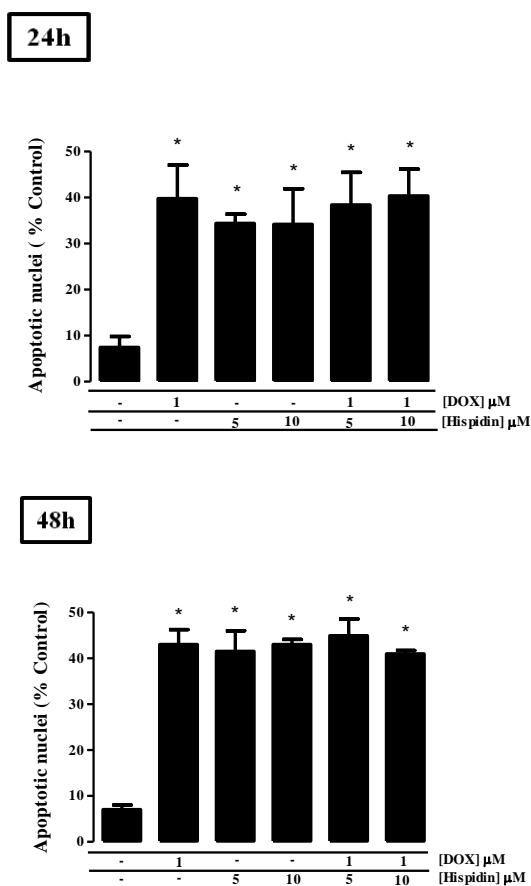 24h
Apoptotic nuclei ( % Control)
50
40
30
20
10
0
* * * * *
- 1 - - 1 1 [DOX] μM
- - 5 10 5 10 [Hispidin] μM
48h
Apoptotic nuclei (% Control)
50
40
30
20
10
0
* * * * *
- 1 - - 1 1 [DOX] μM
- - 5 10 5 10 [Hispidin] μM